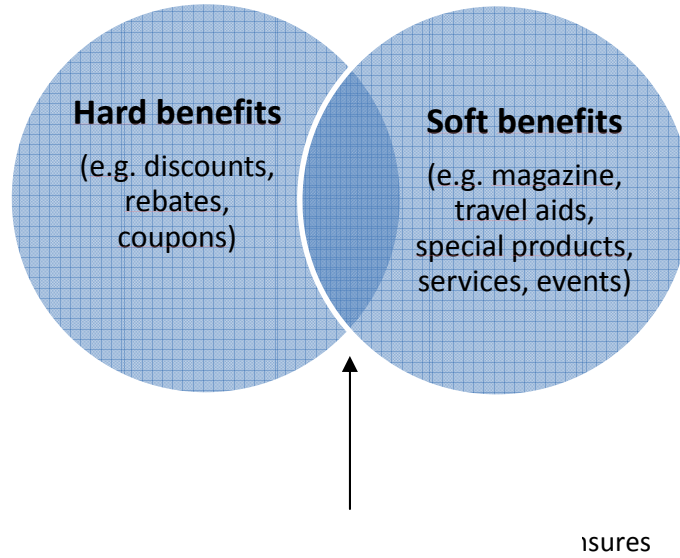 Hard benefits
(e.g. discounts,
rebates,
coupons)
Soft benefits
(e.g. magazine,
travel aids,
special products,
services, events)